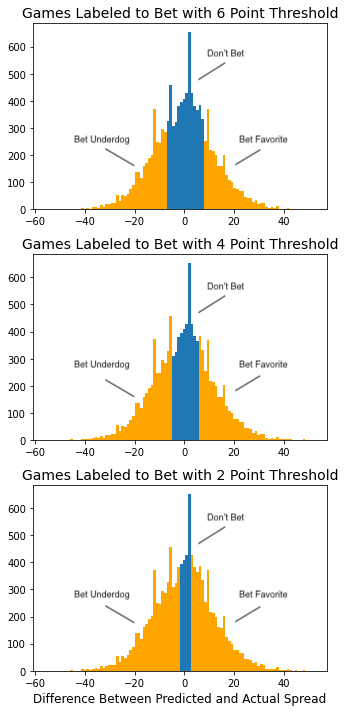 Games Labeled to Bet with 6 Point Threshold
600
500
400
300
200
100
0
Don't Bet
Bet Underdog
Bet Favorite
−60 −40 −20 0 20 40
Games Labeled to Bet with 4 Point Threshold
600
500
400
300
200
100
0
Don't Bet
Bet Underdog
Bet Favorite
−60 −40 −20 0 20 40
Games Labeled to Bet with 2 Point Threshold
600
500
400
300
200
100
0
Don't Bet
Bet Underdog
Bet Favorite
−60 −40 −20 0 20 40
Difference Between Predicted and Actual Spread